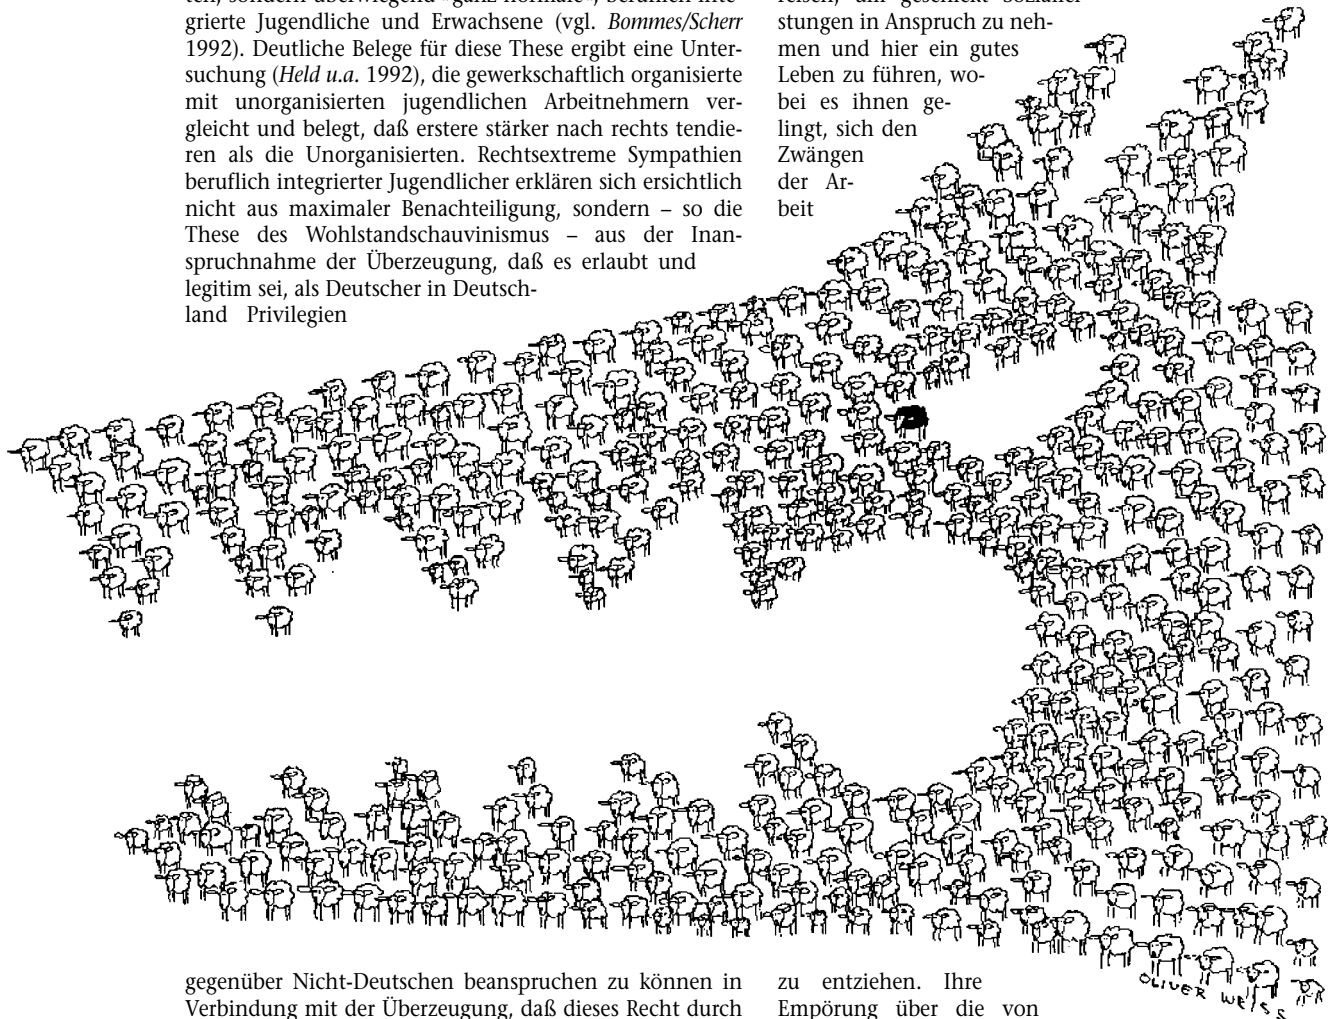 grierte Jugendliche und Erwachsene (vgl. Bommes/Scherr
1992). Deutliche Belege für diese These ergibt eine Unter-
suchung (Held u.a. 1992), die gewerkschaftlich organisierte
mit unorganisierten jugendlichen Arbeitnehmern ver-
gleicht und belegt, daß erstere stärker nach rechts tendie-
ren als die Unorganisierten. Rechtsextreme Sympathien
beruflich integrierter Jugendlicher erklären sich ersichtlich
nicht aus maximaler Benachteiligung, sondern – so die
These des Wohlstandschauvinismus – aus der Inan-
spruchnahme der Überzeugung, daß es erlaubt und
legitim sei, als Deutscher in Deutsch-
land Privilegien
gegenüber Nicht-Deutschen beanspruchen zu können in
Verbindung mit der Überzeugung, daß dieses Recht durch
stungen in Anspruch zu neh-
men und hier ein gutes
Leben zu führen, wo-
bei es ihnen ge-
lingt, sich den
Zwängen
der Ar-
beit
zu entziehen. Ihre
Empörung über die von
OLIVER WEISS